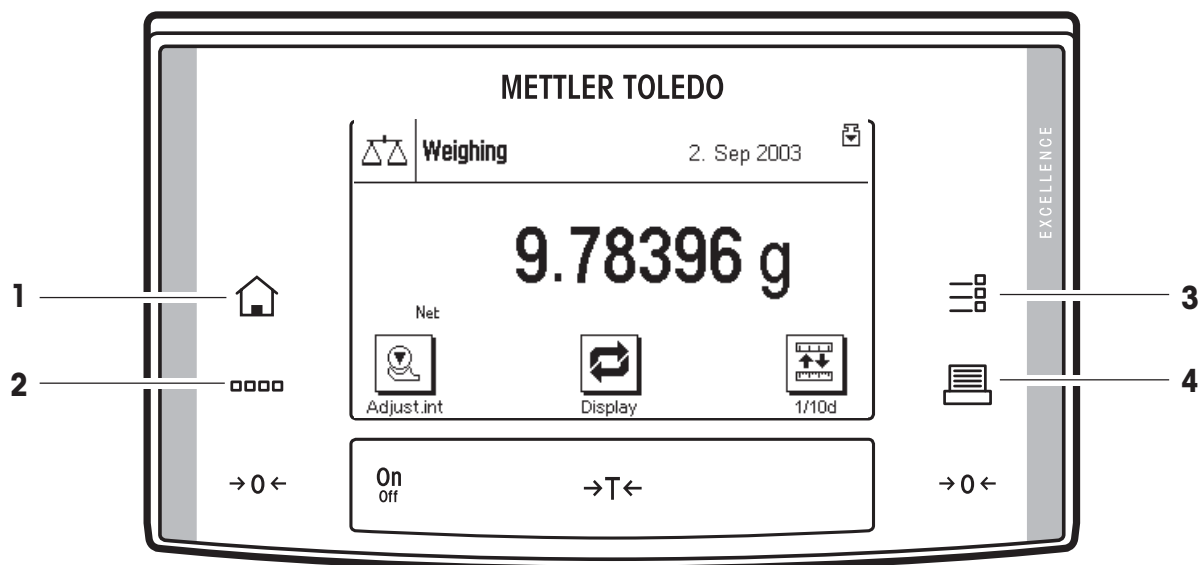 METTLER TOLEDO
EXCELLENCE
Weighing 2. Sep 2003
9.78396 g
Net
Adjust.int Display 1/10d
1
2
3
4
→0← On →T← →0←
Off